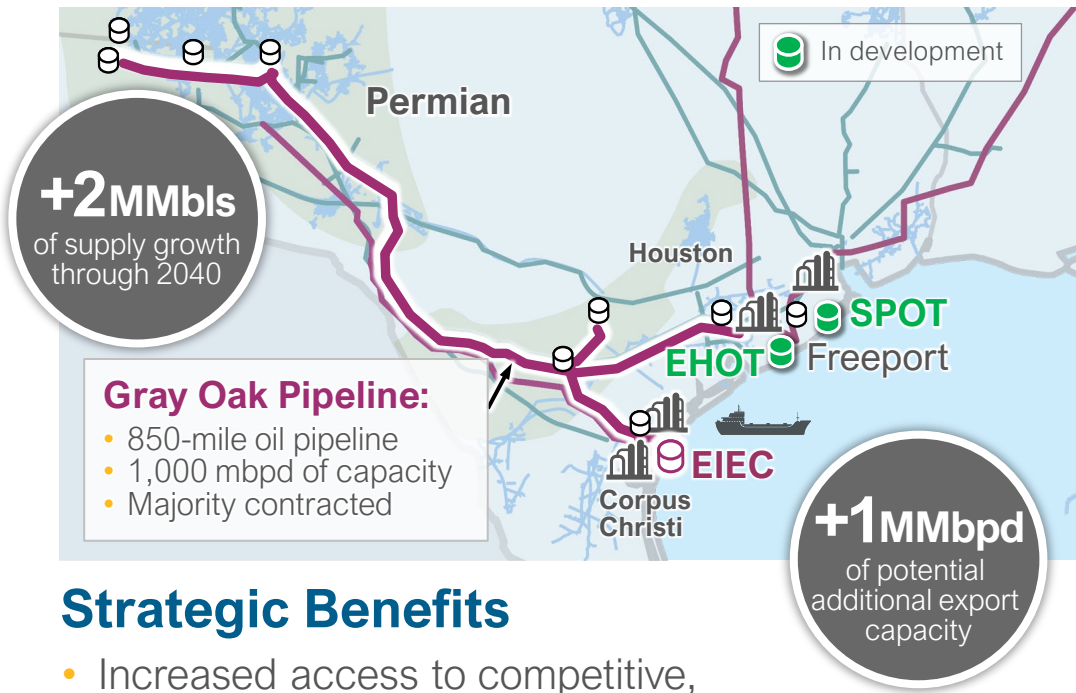 In development
Permian
+2MMbls
of supply growth
through 2040
Houston
SPOT
EHOT
Freeport
Gray Oak Pipeline:
• 850-mile oil pipeline
• 1,000 mbpd of capacity
• Majority contracted
EIEC
Corpus
Christi
+1MMbpd
of potential
additional export
capacity
Strategic Benefits
• Increased access to competitive,